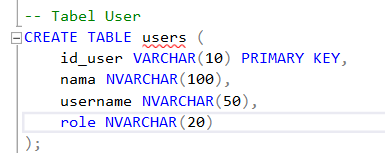 -- Tabel User
CREATE TABLE users (
id_user VARCHAR(10) PRIMARY KEY,
nama NVARCHAR(100),
username NVARCHAR(50),
role NVARCHAR(20)
);